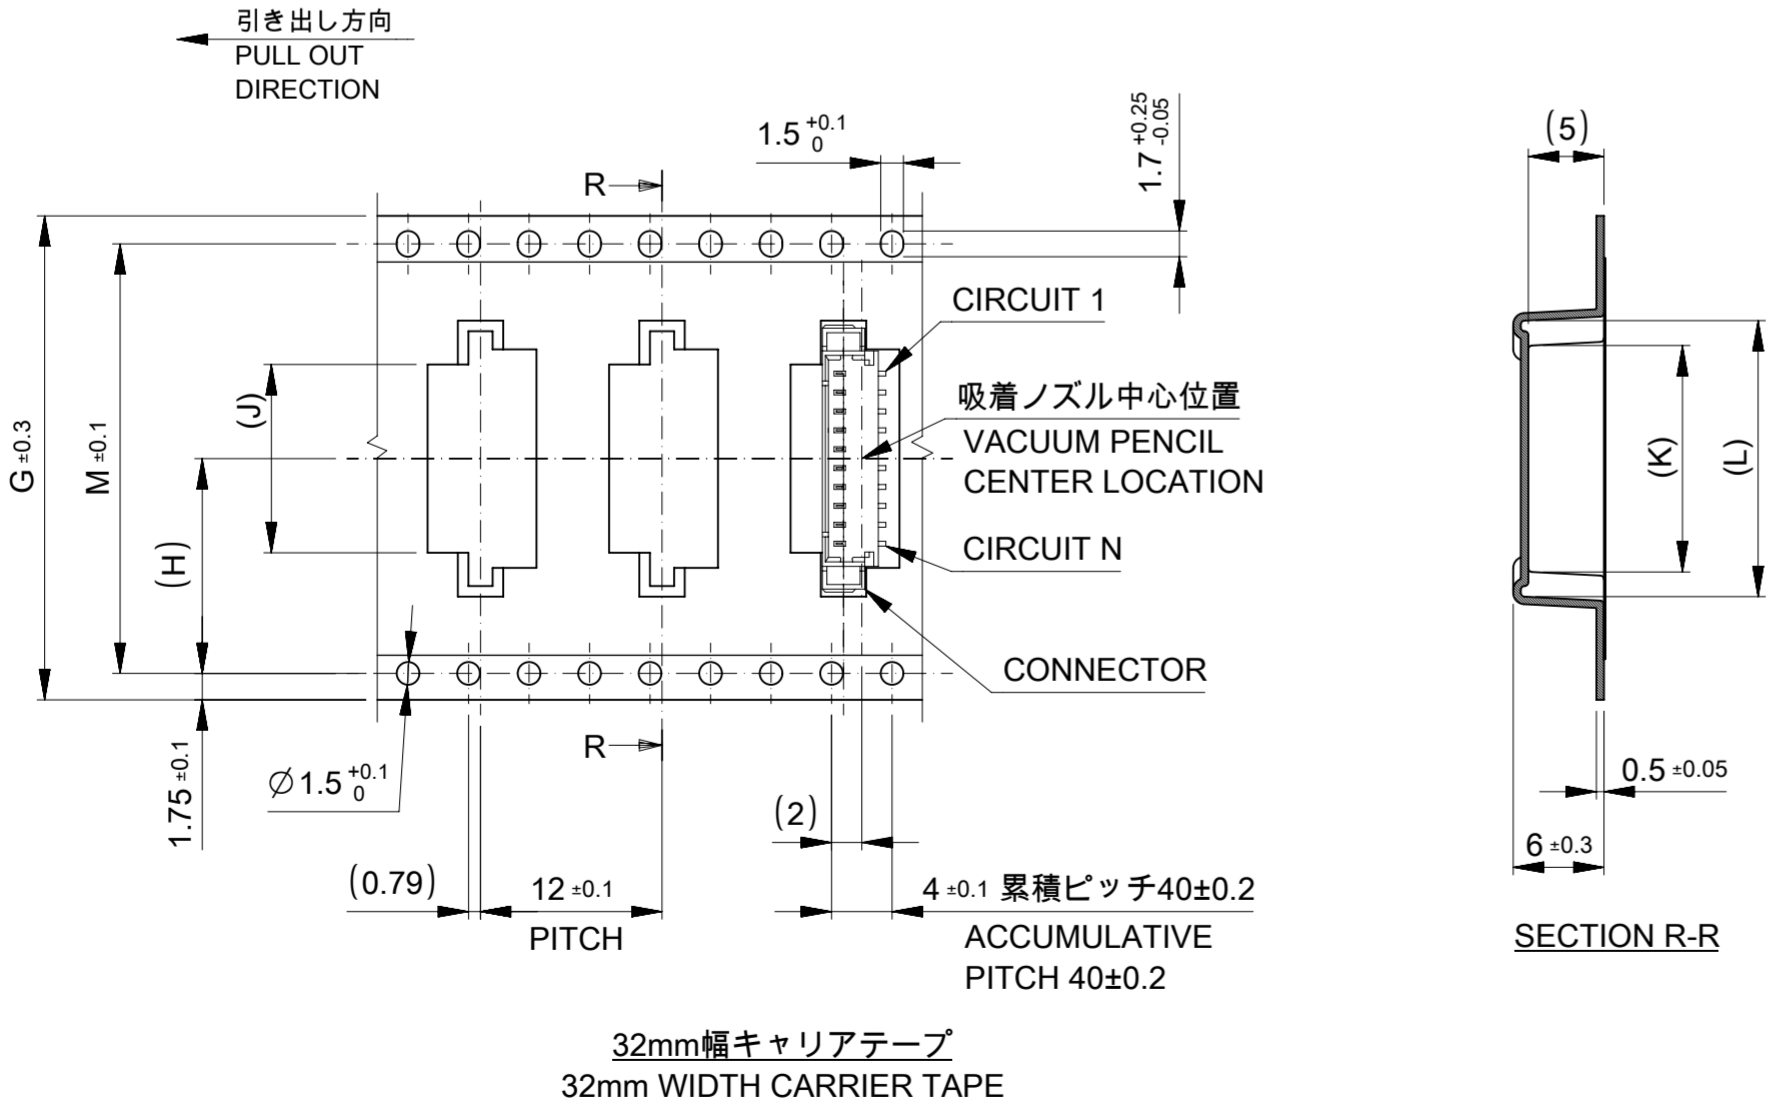 引き出し方向
PULL OUT
DIRECTION
1.5 +0.1 0
1.7 +0.25 -0.05
(5)
R
CIRCUIT 1
吸着ノズル中心位置
VACUUM PENCIL
CENTER LOCATION
CIRCUIT N
CONNECTOR
G ±0.3
M ±0.1
(J)
(H)
(K)
(L)
1.75 ±0.1
∅1.5 +0.1 0
R
(2)
0.5 ±0.05
6 ±0.3
(0.79)
12 ±0.1
PITCH
4 ±0.1 累積ピッチ40±0.2
ACCUMULATIVE
PITCH 40±0.2
SECTION R-R
32mm幅キャリアテープ
32mm WIDTH CARRIER TAPE